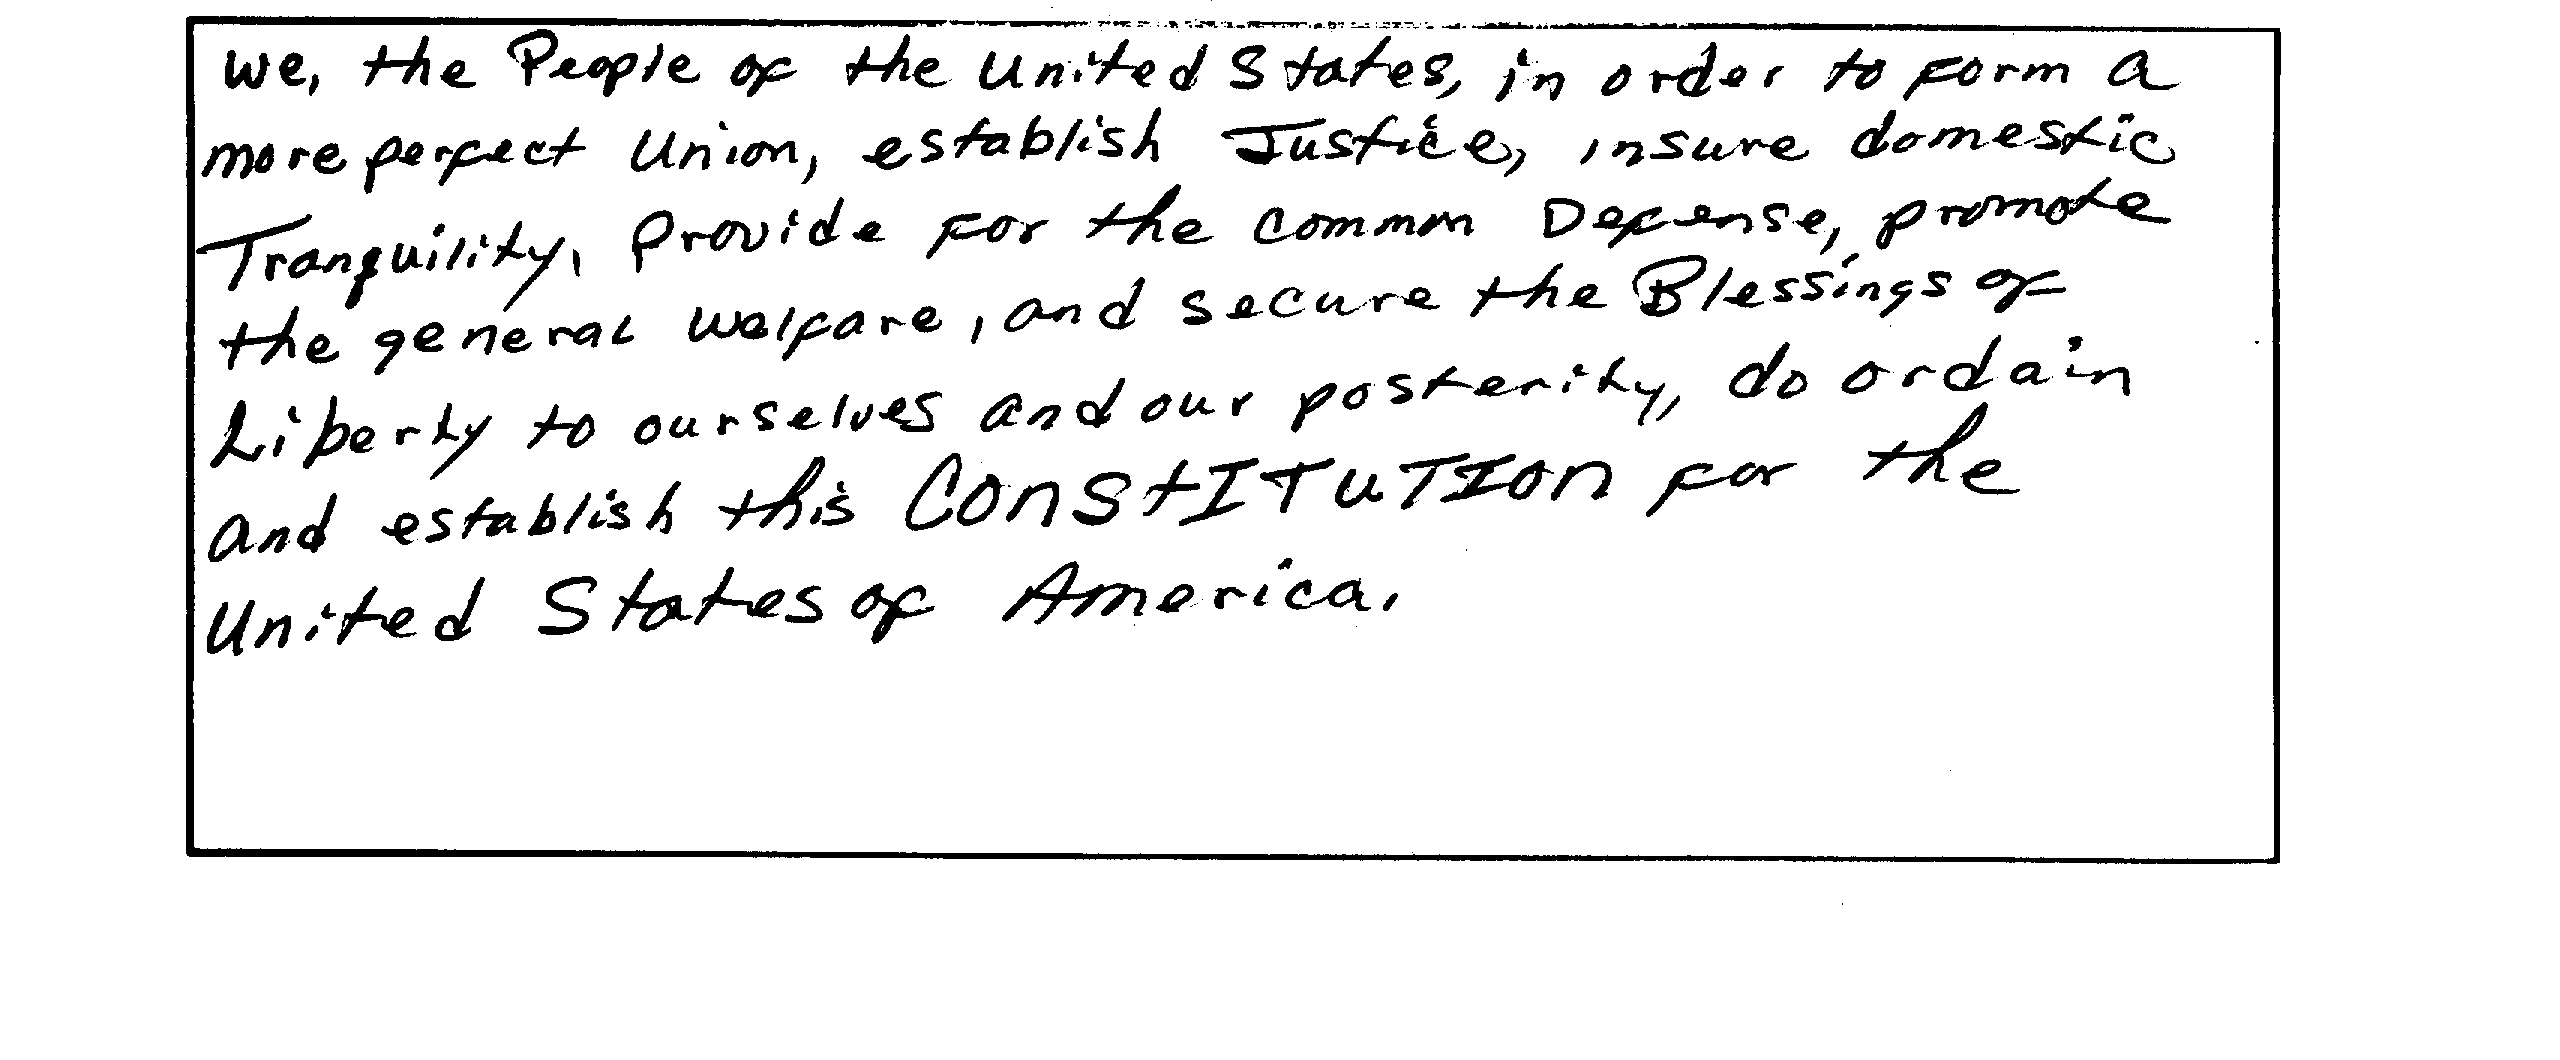 We, the People of the United States, in order to form a
more perfect Union, establish Justice, insure domestic
Tranquility, Provide for the common Defense, promote
the general welfare, and secure the Blessings of
Liberty to ourselves and our posterity, do ordain
and establish this CONSTITUTION for the
United States of America.